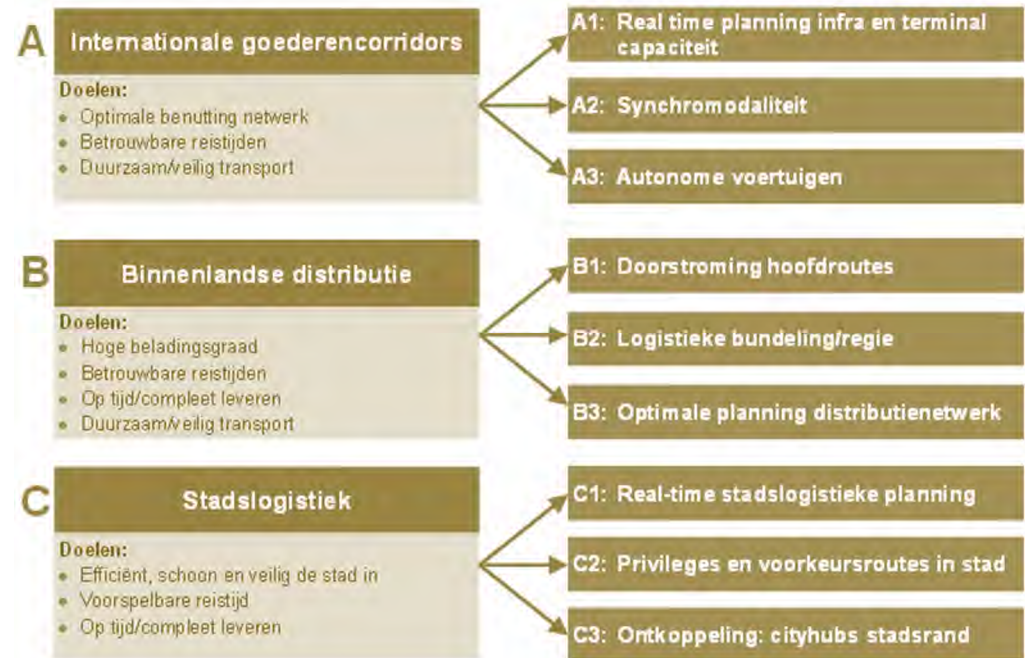 A
Internationale goederencorridors
Doelen:
• Optimale benutting netwerk
• Betrouwbare reistijden
• Duurzaam/veilig transport
A1: Real time planning infra en terminal
capaciteit
A2: Synchromodaliteit
A3: Autonome voertuigen
B
Binnenlandse distributie
Doelen:
• Hoge beladingsgraad
• Betrouwbare reistijden
• Op tijd/compleet leveren
• Duurzaam/veilig transport
B1: Doorstroming hoofdroutes
B2: Logistieke bundeling/regie
B3: Optimale planning distributienetwerk
C
Stadslogistiek
Doelen:
• Efficiënt, schoon en veilig de stad in
• Voorspelbare reistijd
• Op tijd/compleet leveren
C1: Real-time stadslogistieke planning
C2: Privileges en voorkeursroutes in stad
C3: Ontkoppeling: cityhubs stadsrand